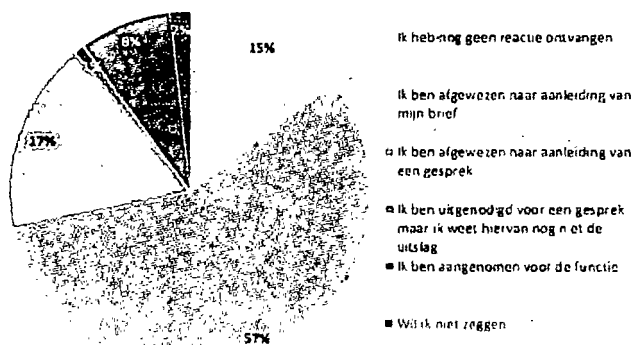 8%
2%
15%
17%
57%
Ik heb nog geen reactie ontvangen
Ik ben afgewezen naar aanleiding van
mijn brief
Ik ben afgewezen naar aanleiding van
een gesprek
Ik ben uitgenodigd voor een gesprek
maar ik weet hiervan nog niet de
uitslag
Ik ben aangenomen voor de functie
Wil ik niet zeggen